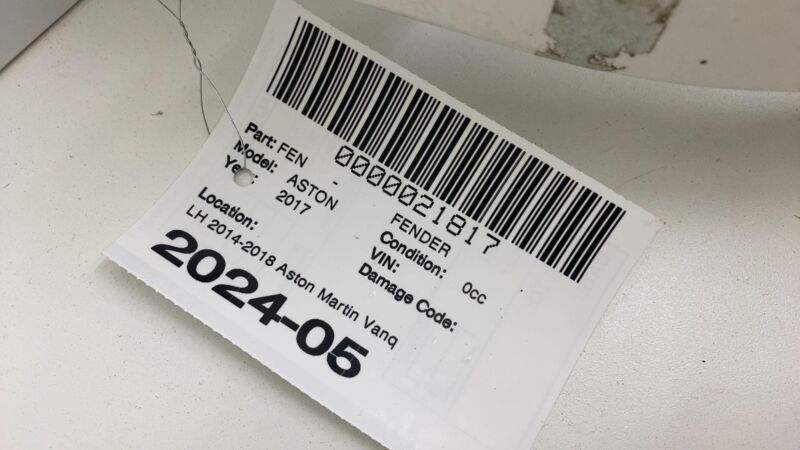 0000021817
Part: FEN - FENDER
Model: ASTON
Condition: 0cc
Year: 2017
VIN:
Damage Code:
Location:
LH 2014-2018 Aston Martin Vanq
2024-05